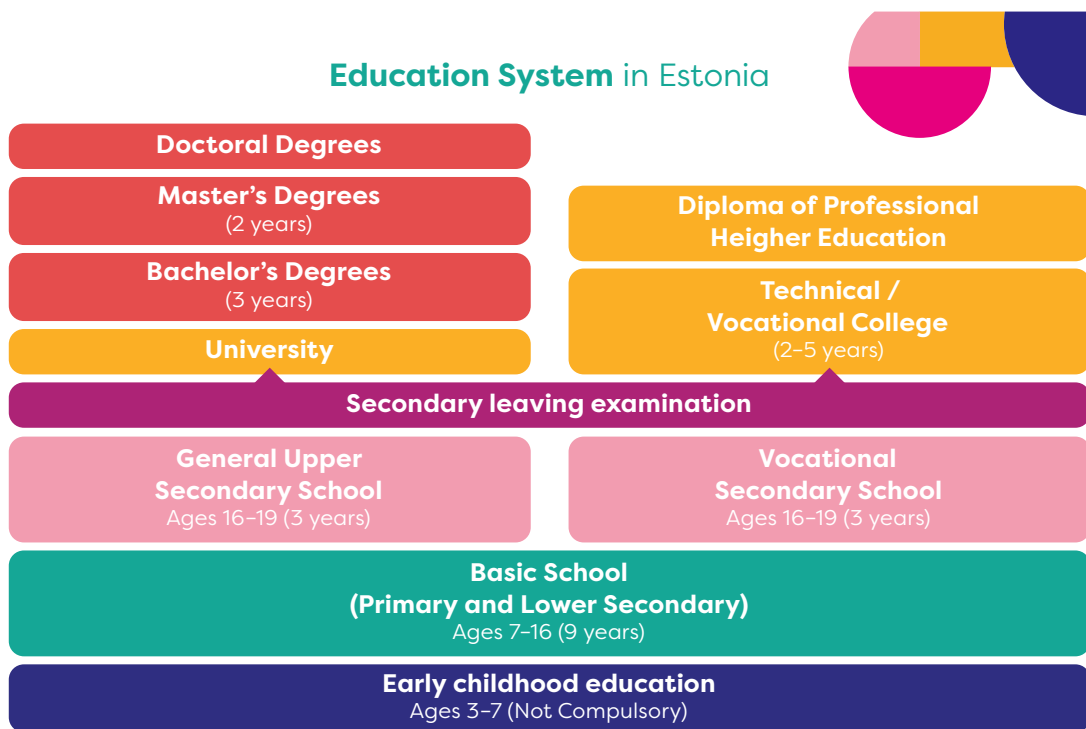 Education System in Estonia
Doctoral Degrees
Master's Degrees
(2 years)
Bachelor's Degrees
(3 years)
University
Diploma of Professional
Heigher Education
Technical /
Vocational College
(2–5 years)
Secondary leaving examination
General Upper
Secondary School
Ages 16–19 (3 years)
Vocational
Secondary School
Ages 16–19 (3 years)
Basic School
(Primary and Lower Secondary)
Ages 7–16 (9 years)
Early childhood education
Ages 3–7 (Not Compulsory)